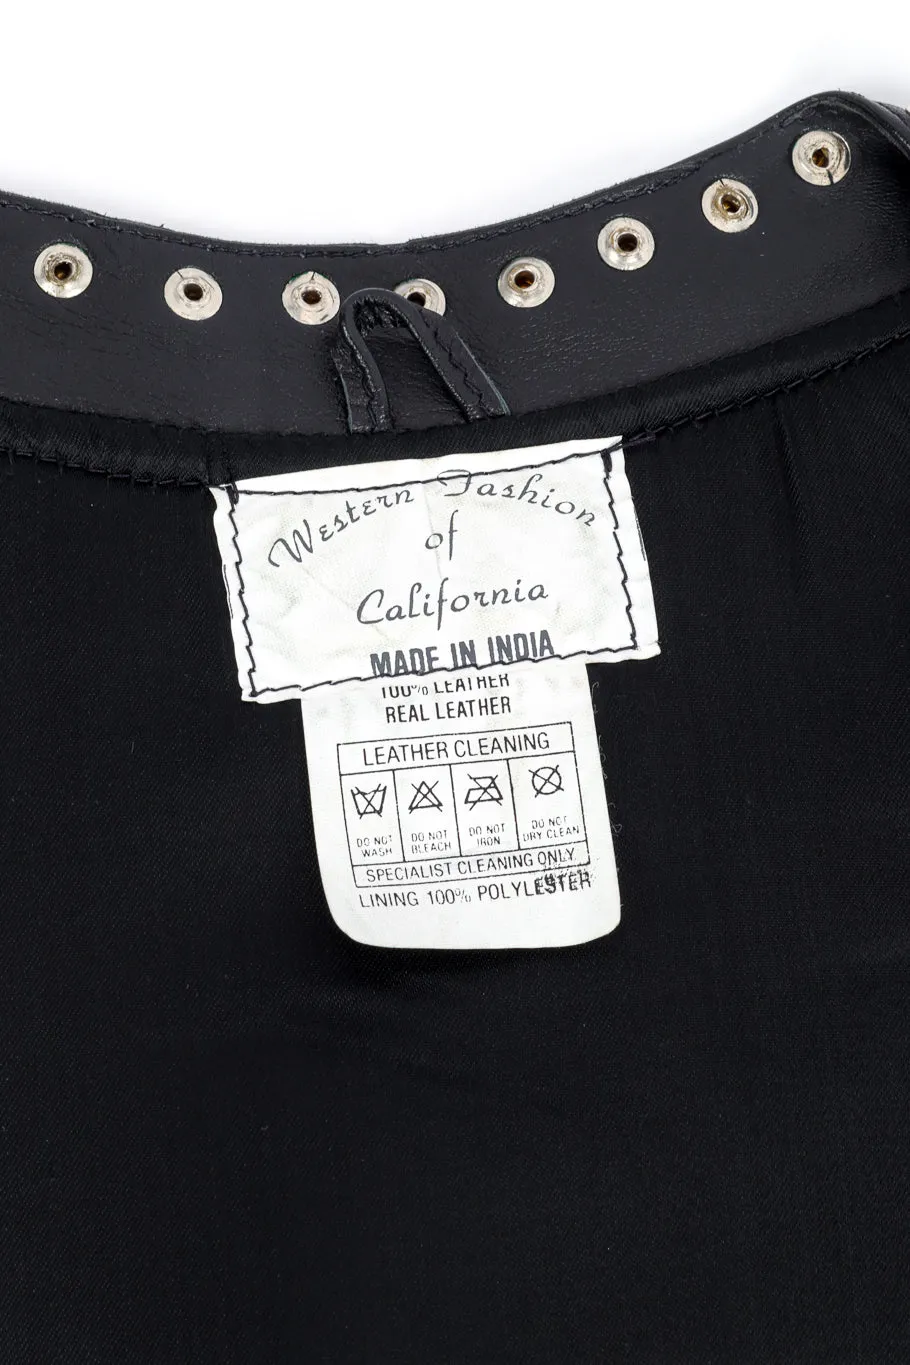 Western Fashion
of
California
MADE IN INDIA
100% LEATHER
REAL LEATHER
LEATHER CLEANING
DO NOT WASH
DO NOT BLEACH
DO NOT IRON
DO NOT DRY CLEAN
SPECIALIST CLEANING ONLY
LINING 100% POLYLESTER